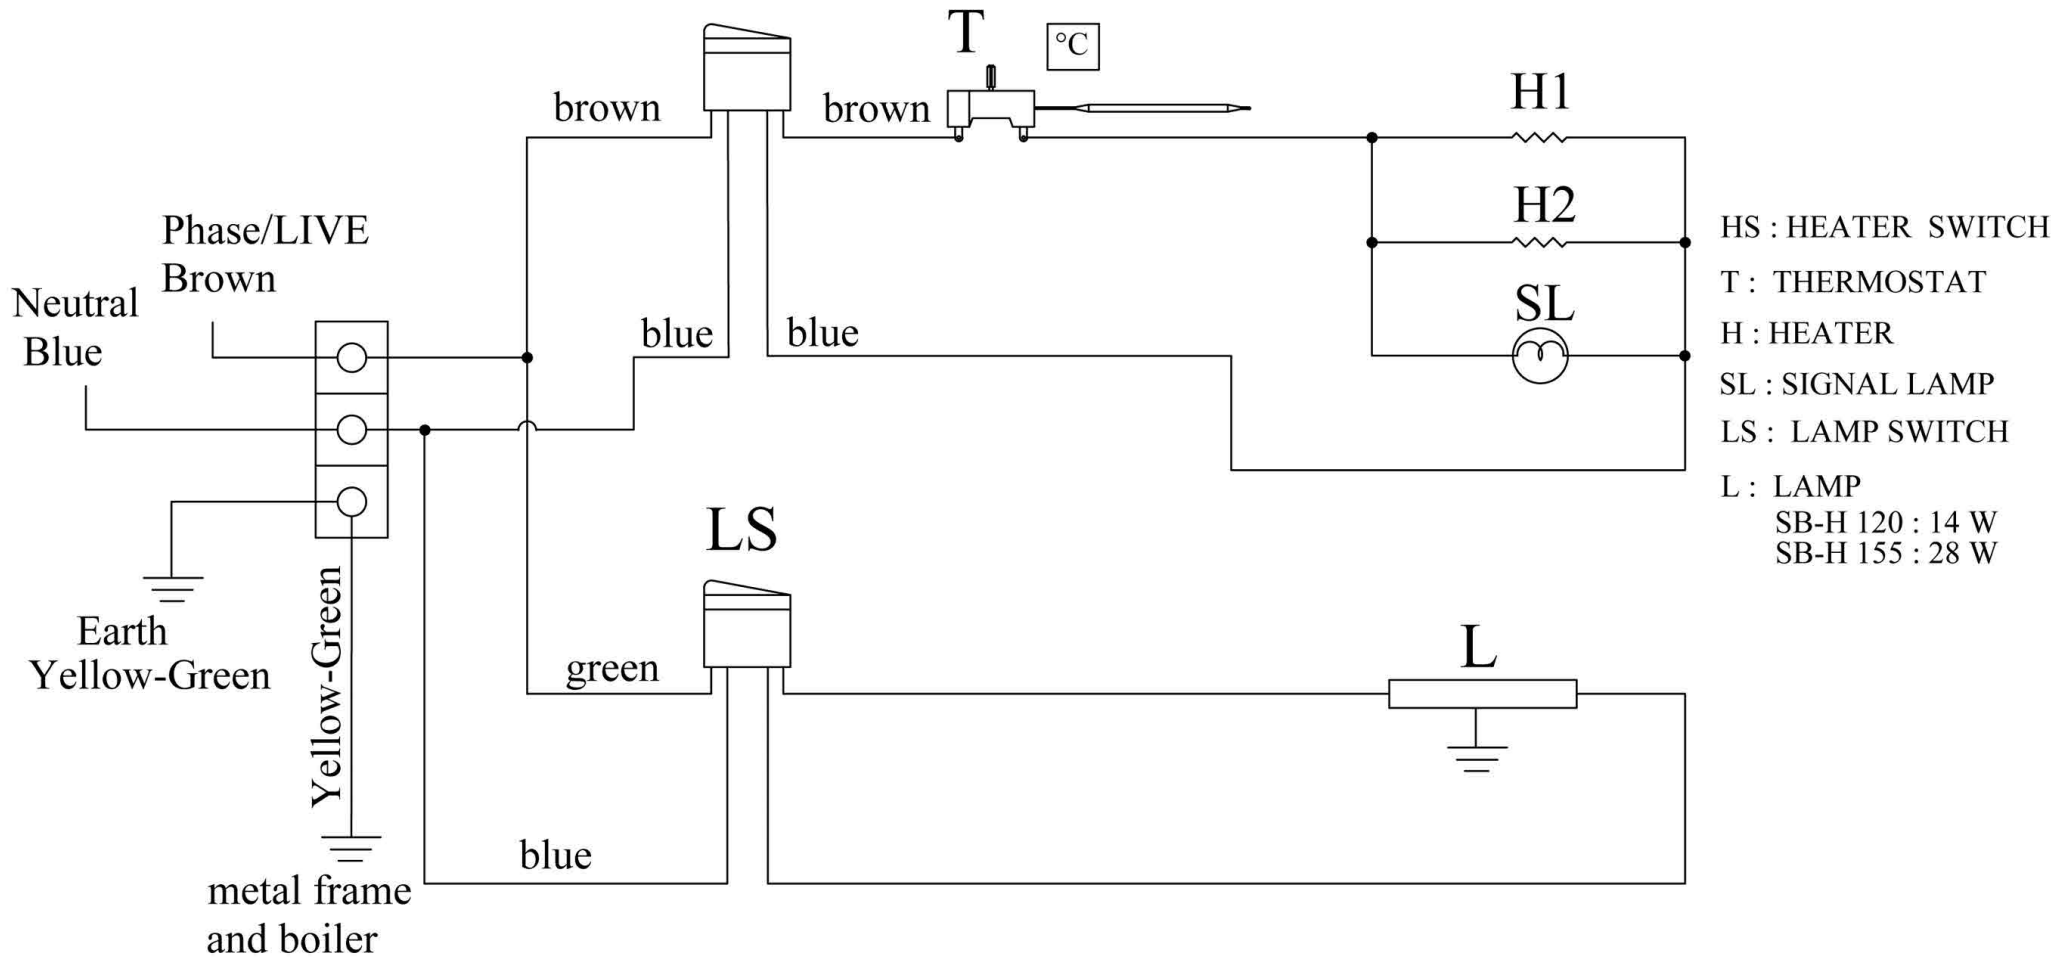 T
°C
brown
brown
H1
H2
SL
Phase/LIVE
Brown
Neutral
Blue
blue
blue
HS : HEATER SWITCH
T : THERMOSTAT
H : HEATER
SL : SIGNAL LAMP
LS : LAMP SWITCH
L : LAMP
SB-H 120 : 14 W
SB-H 155 : 28 W
LS
Earth
Yellow-Green
Yellow-Green
green
L
blue
metal frame
and boiler